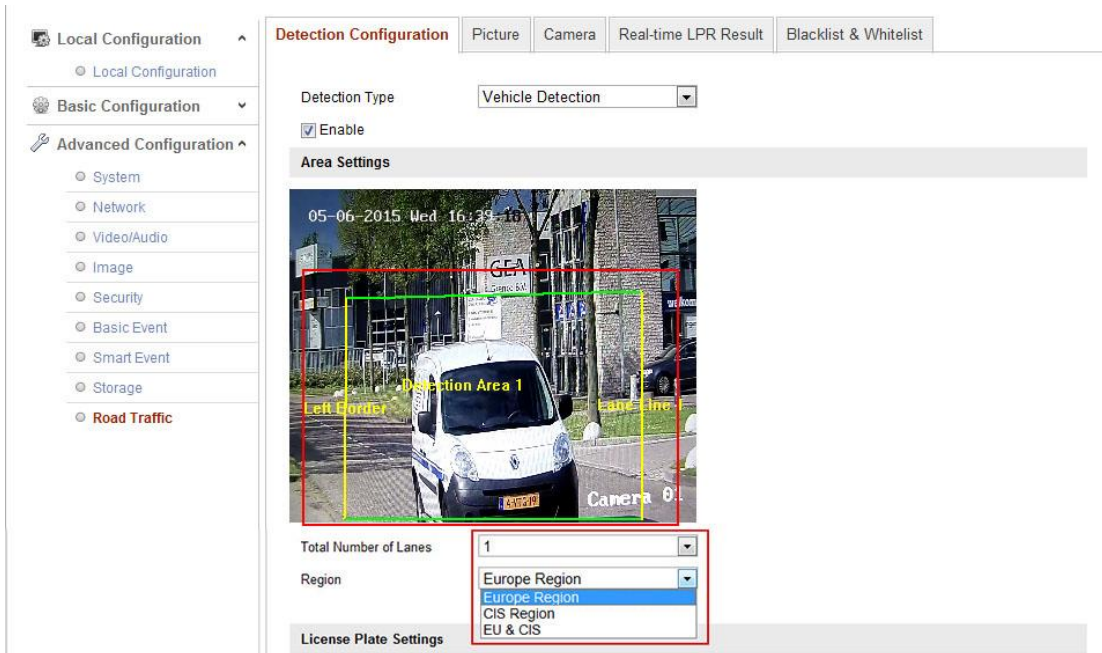 Local Configuration
Local Configuration
Basic Configuration
Advanced Configuration
System
Network
Video/Audio
Image
Security
Basic Event
Smart Event
Storage
Road Traffic
Detection Configuration
Picture
Camera
Real-time LPR Result
Blacklist & Whitelist
Detection Type
Vehicle Detection
Enable
Area Settings
05-06-2015 Wed 16:39:18
GEA
Detection Area 1
Left Border
Lane Line 1
Camera 01
Total Number of Lanes
1
Region
Europe Region
Europe Region
CIS Region
EU & CIS
License Plate Settings